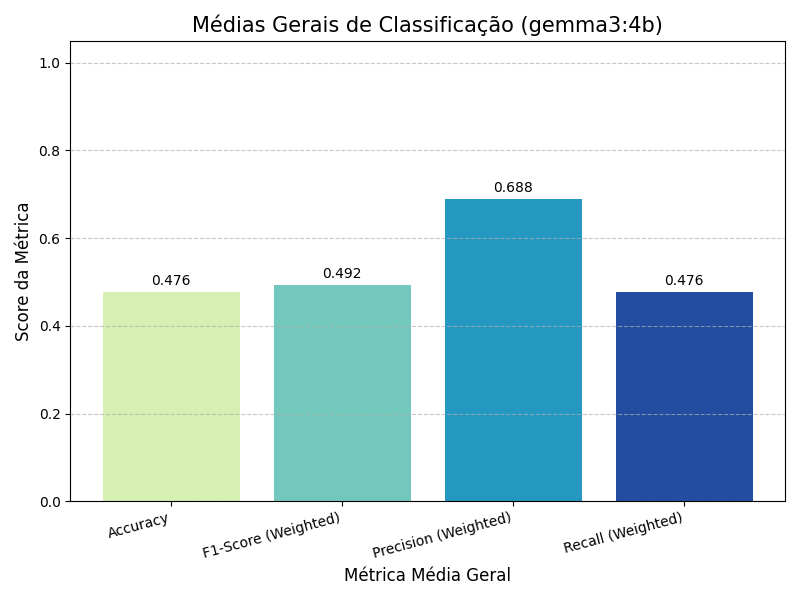 Médias Gerais de Classificação (gemma3:4b)
Score da Métrica
1.0
0.8
0.6
0.4
0.2
0.0
0.476
0.492
0.688
0.476
Accuracy
F1-Score (Weighted)
Precision (Weighted)
Recall (Weighted)
Métrica Média Geral